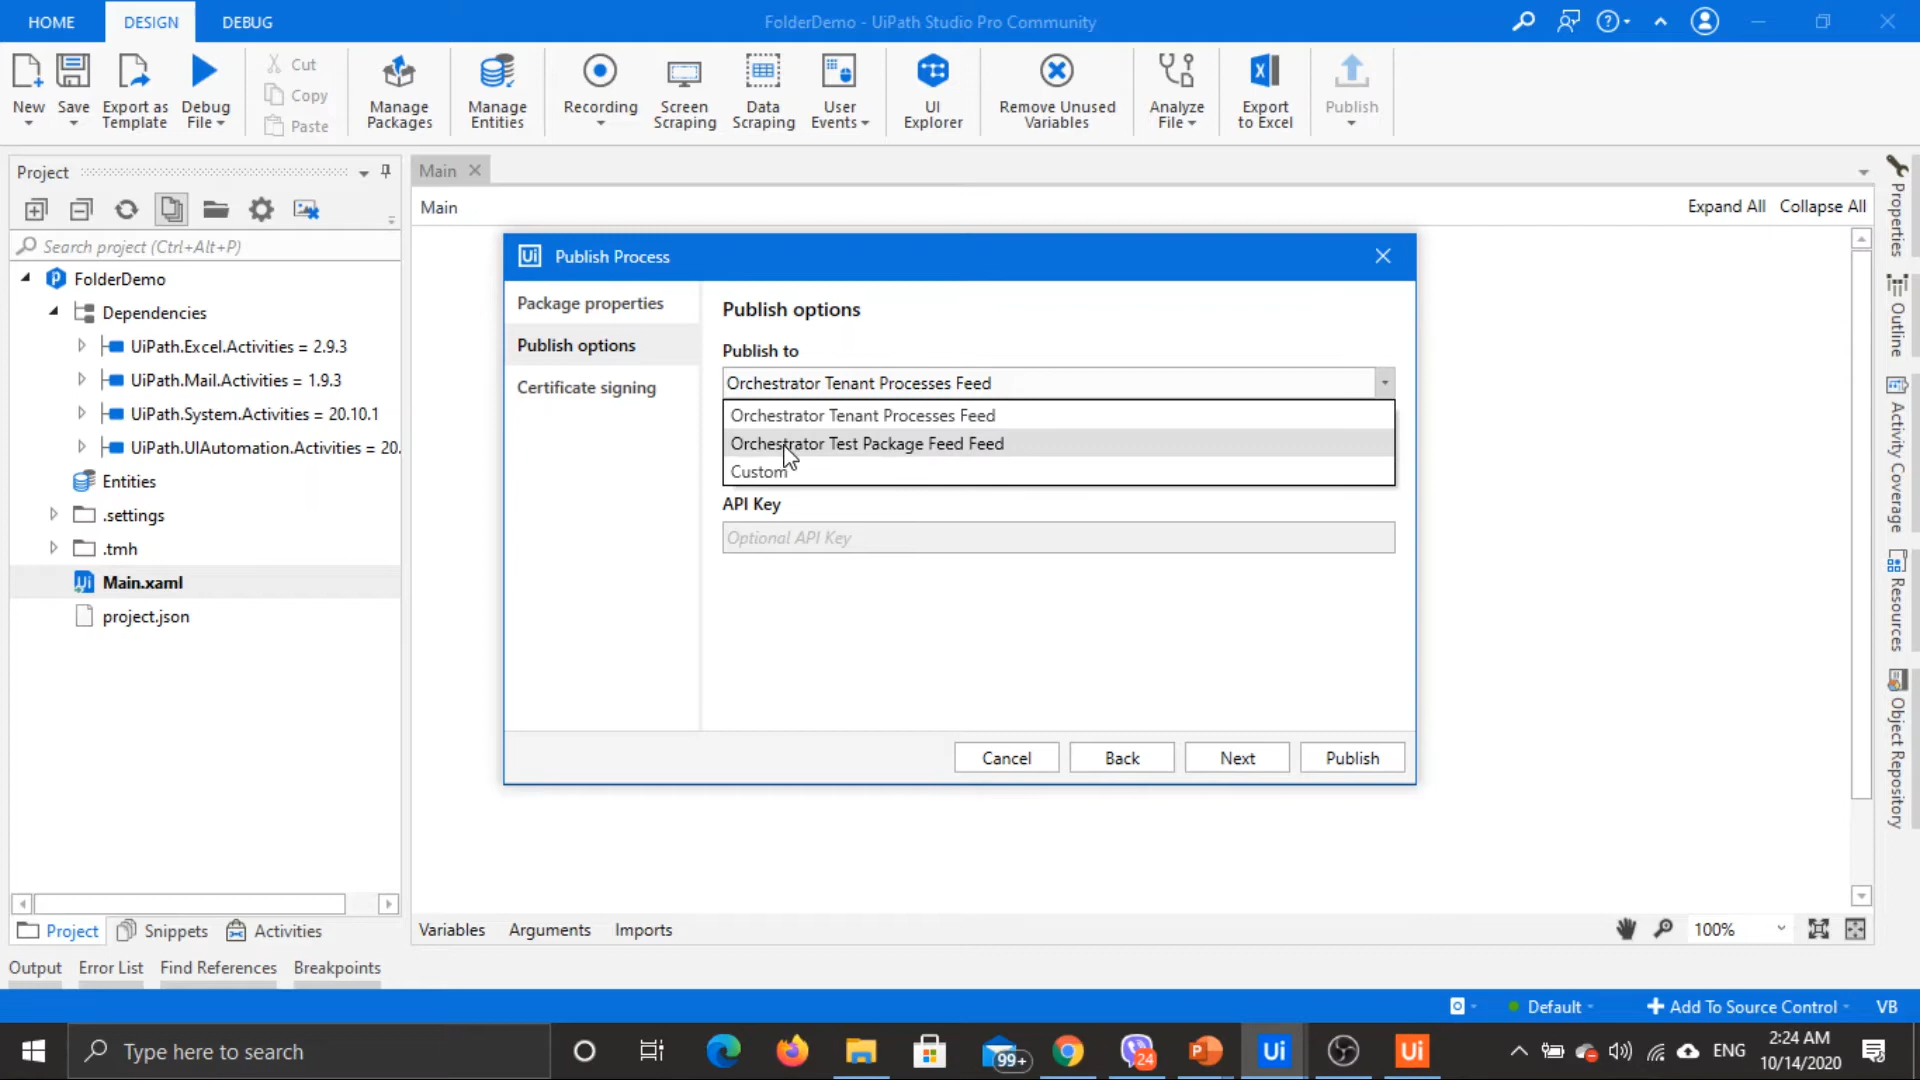 HOME DESIGN DEBUG FolderDemo - UiPath Studio Pro Community
New Save Export as Template Debug File Cut Copy Paste Manage Packages Manage Entities Recording Screen Scraping Data Scraping User Events UI Explorer Remove Unused Variables Analyze File Export to Excel Publish
Project
Main
Main Expand All Collapse All
Search project (Ctrl+Alt+P)
FolderDemo
Dependencies
UiPath.Excel.Activities = 2.9.3
UiPath.Mail.Activities = 1.9.3
UiPath.System.Activities = 20.10.1
UiPath.UIAutomation.Activities = 20.
Entities
.settings
.tmh
Main.xaml
project.json
Ui Publish Process
Package properties
Publish options
Certificate signing
Publish options
Publish to
Orchestrator Tenant Processes Feed
Orchestrator Tenant Processes Feed
Orchestrator Test Package Feed Feed
Custom
API Key
Optional API Key
Cancel Back Next Publish
Properties
Outline
Activity Coverage
Resources
Object Repository
Project Snippets Activities
Variables Arguments Imports 100%
Output Error List Find References Breakpoints
Default Add To Source Control VB
Type here to search 99+ 24 Ui Ui ENG 2:24 AM
10/14/2020